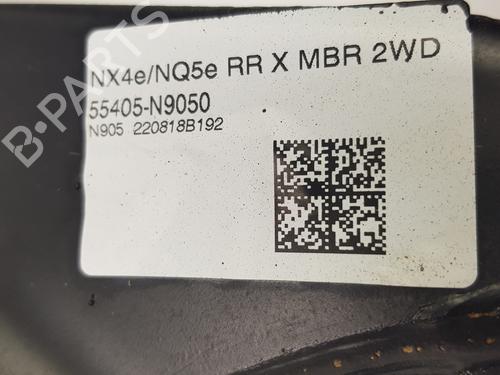 NX4e/NQ5e RR X MBR 2WD
55405-N9050
N905 220818B192
B-PARTS